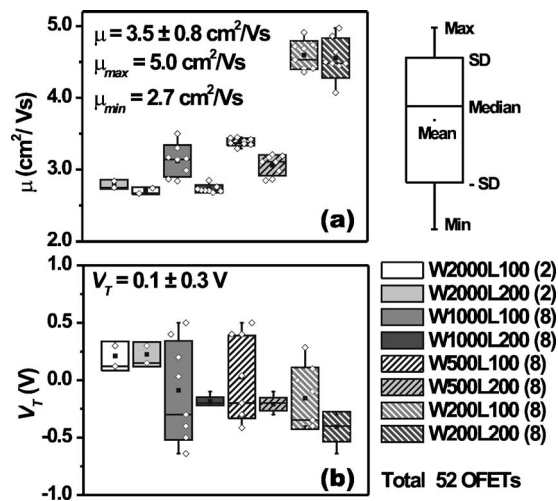 5.0
4.0
3.0
2.0
μ (cm²/ Vs)
μ = 3.5 ± 0.8 cm²/Vs
μmax = 5.0 cm²/Vs
μmin = 2.7 cm²/Vs
(a)
Max
SD
Median
Mean
- SD
Min
1.0
0.5
0.0
-0.5
-1.0
VT (V)
VT = 0.1 ± 0.3 V
(b)
W2000L100 (2)
W2000L200 (2)
W1000L100 (8)
W1000L200 (8)
W500L100 (8)
W500L200 (8)
W200L100 (8)
W200L200 (8)
Total 52 OFETs